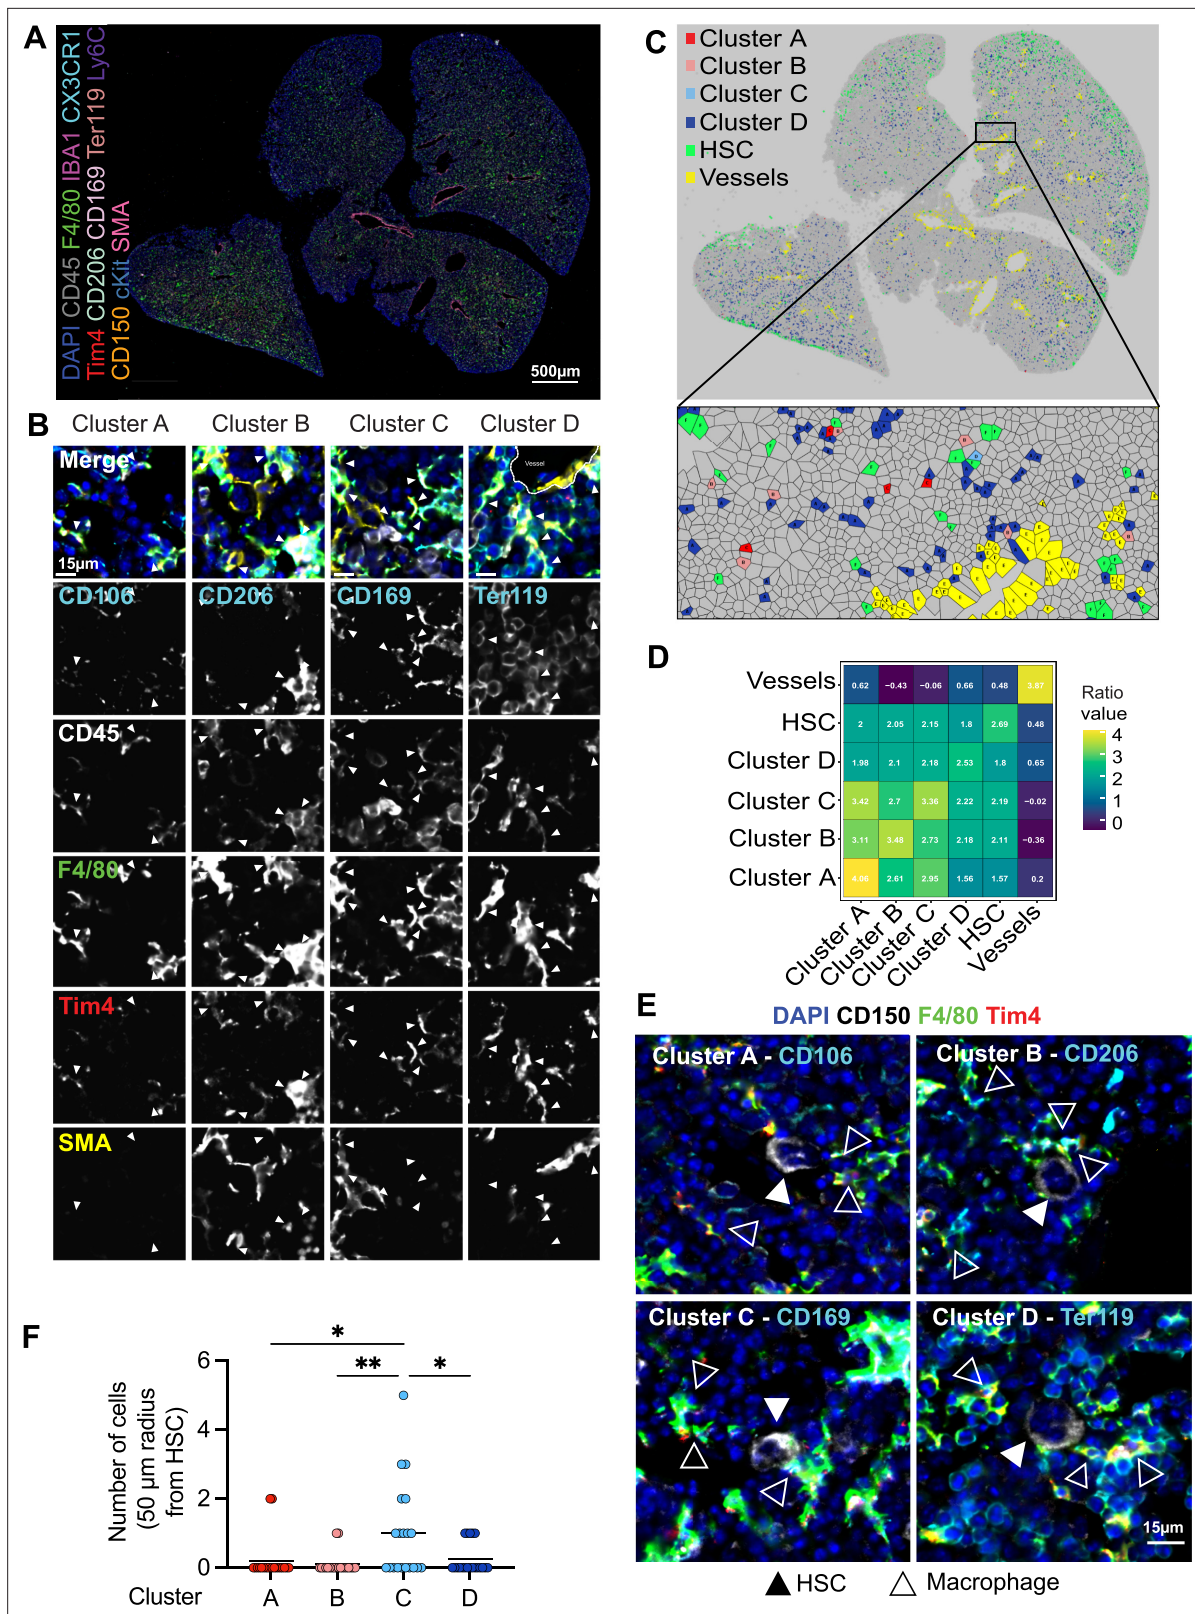 A
DAPI CD45 F4/80 IBA1 CX3CR1
Tim4 CD206 CD169 Ter119 Ly6C
CD150 cKit SMA
500µm
B
Cluster A Cluster B Cluster C Cluster D
Merge
Vessel
15µm
CD106 CD206 CD169 Ter119
CD45
F4/80
Tim4
SMA
C
Cluster A
Cluster B
Cluster C
Cluster D
HSC
Vessels
D
Vessels 0.62 −0.43 −0.06 0.66 0.48 3.87
HSC 2 2.05 2.15 1.8 2.69 0.48
Cluster D 1.98 2.1 2.18 2.53 1.8 0.65
Cluster C 3.42 2.7 3.36 2.22 2.19 −0.02
Cluster B 3.11 3.48 2.73 2.18 2.11 −0.36
Cluster A 4.06 2.61 2.95 1.56 1.57 0.2
Cluster A Cluster B Cluster C Cluster D HSC Vessels
Ratio
value
4
3
2
1
0
E
DAPI CD150 F4/80 Tim4
Cluster A - CD106
Cluster B - CD206
Cluster C - CD169
Cluster D - Ter119
15µm
HSC Macrophage
F
* ** *
Number of cells
(50 µm radius
from HSC)
6
4
2
0
Cluster A B C D